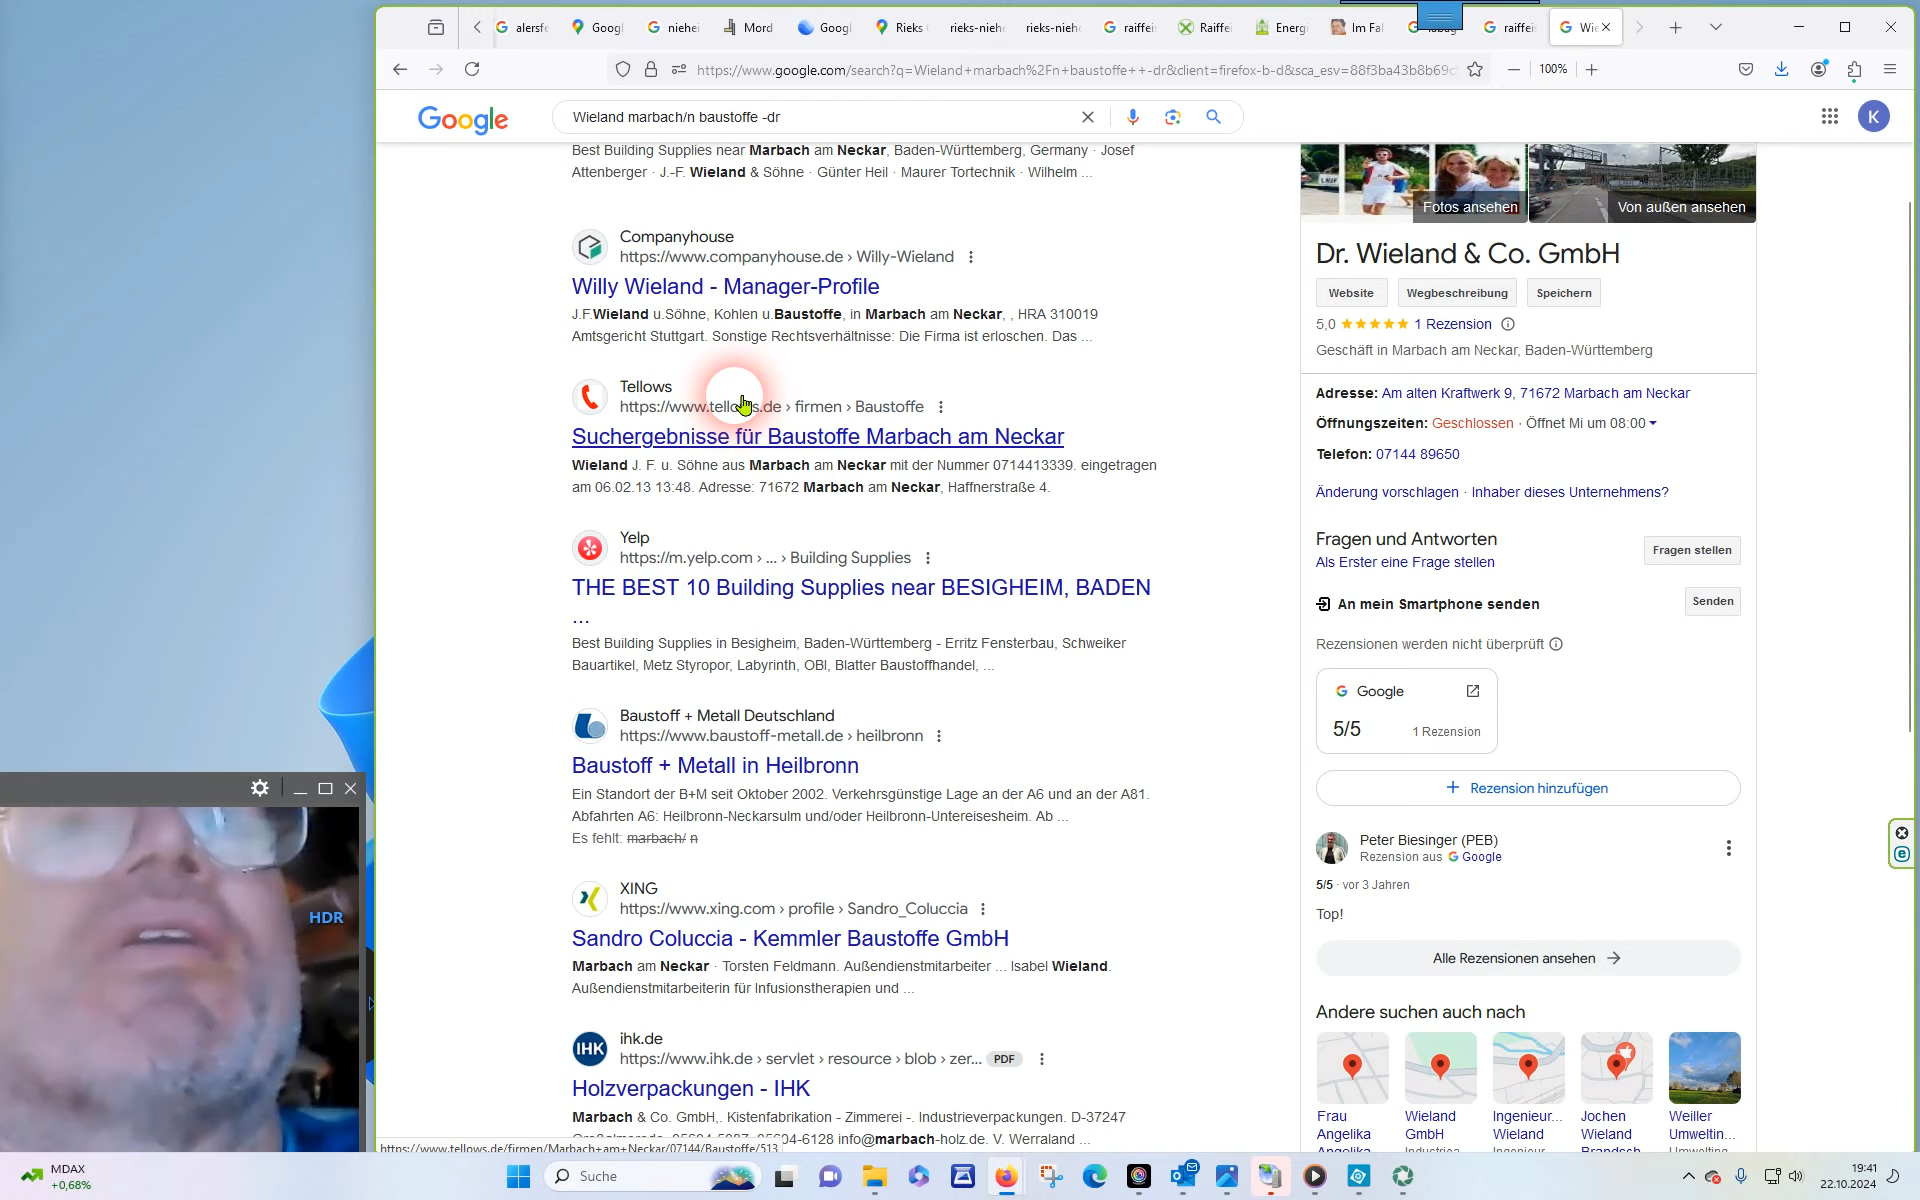 alersfe
Googl
niehei
Mord
Googl
Rieks
rieks-niehe
rieks-niehe
raiffei
Raiffe
Energi
Im Fal
raiffei
Wie
https://www.google.com/search?q=Wieland+marbach%2Fn+baustoffe++-dr&client=firefox-b-d&sca_esv=88f3ba43b8b69c
100%
Google
Wieland marbach/n baustoffe -dr
K
Best Building Supplies near Marbach am Neckar, Baden-Württemberg, Germany · Josef
Attenberger · J.-F. Wieland & Söhne · Günter Heil · Maurer Tortechnik · Wilhelm ...
Companyhouse
https://www.companyhouse.de › Willy-Wieland
Willy Wieland - Manager-Profile
J.F.Wieland u.Söhne, Kohlen u.Baustoffe, in Marbach am Neckar, , HRA 310019
Amtsgericht Stuttgart. Sonstige Rechtsverhältnisse: Die Firma ist erloschen. Das ...
Tellows
https://www.tellows.de › firmen › Baustoffe
Suchergebnisse für Baustoffe Marbach am Neckar
Wieland J. F. u. Söhne aus Marbach am Neckar mit der Nummer 0714413339. eingetragen
am 06.02.13 13:48. Adresse: 71672 Marbach am Neckar, Haffnerstraße 4.
Yelp
https://m.yelp.com › ... › Building Supplies
THE BEST 10 Building Supplies near BESIGHEIM, BADEN
...
Best Building Supplies in Besigheim, Baden-Württemberg - Erritz Fensterbau, Schweiker
Bauartikel, Metz Styropor, Labyrinth, OBI, Blatter Baustoffhandel, ...
Baustoff + Metall Deutschland
https://www.baustoff-metall.de › heilbronn
Baustoff + Metall in Heilbronn
Ein Standort der B+M seit Oktober 2002. Verkehrsgünstige Lage an der A6 und an der A81.
Abfahrten A6: Heilbronn-Neckarsulm und/oder Heilbronn-Untereisesheim. Ab ...
Es fehlt: marbach/ n
XING
https://www.xing.com › profile › Sandro_Coluccia
Sandro Coluccia - Kemmler Baustoffe GmbH
Marbach am Neckar · Torsten Feldmann. Außendienstmitarbeiter ... Isabel Wieland.
Außendienstmitarbeiterin für Infusionstherapien und ...
IHK
ihk.de
https://www.ihk.de › servlet › resource › blob › zer... PDF
Holzverpackungen - IHK
Marbach & Co. GmbH,. Kistenfabrikation - Zimmerei -. Industrieverpackungen. D-37247
04-6128 info@marbach-holz.de. V. Werraland ...
https://www.tellows.de/firmen/Marbach+am+Neckar/07144/Baustoffe/513
Fotos ansehen
Von außen ansehen
Dr. Wieland & Co. GmbH
Website
Wegbeschreibung
Speichern
5,0 1 Rezension
Geschäft in Marbach am Neckar, Baden-Württemberg
Adresse: Am alten Kraftwerk 9, 71672 Marbach am Neckar
Öffnungszeiten: Geschlossen · Öffnet Mi um 08:00
Telefon: 07144 89650
Änderung vorschlagen · Inhaber dieses Unternehmens?
Fragen und Antworten
Als Erster eine Frage stellen
Fragen stellen
An mein Smartphone senden
Senden
Rezensionen werden nicht überprüft
Google
5/5
1 Rezension
+ Rezension hinzufügen
Peter Biesinger (PEB)
Rezension aus Google
5/5 · vor 3 Jahren
Top!
Alle Rezensionen ansehen
Andere suchen auch nach
Frau
Angelika
Wieland
GmbH
Ingenieur...
Wieland
Jochen
Wieland
Weiller
Umweltin...
HDR
MDAX
+0,68%
Suche
19:41
22.10.2024